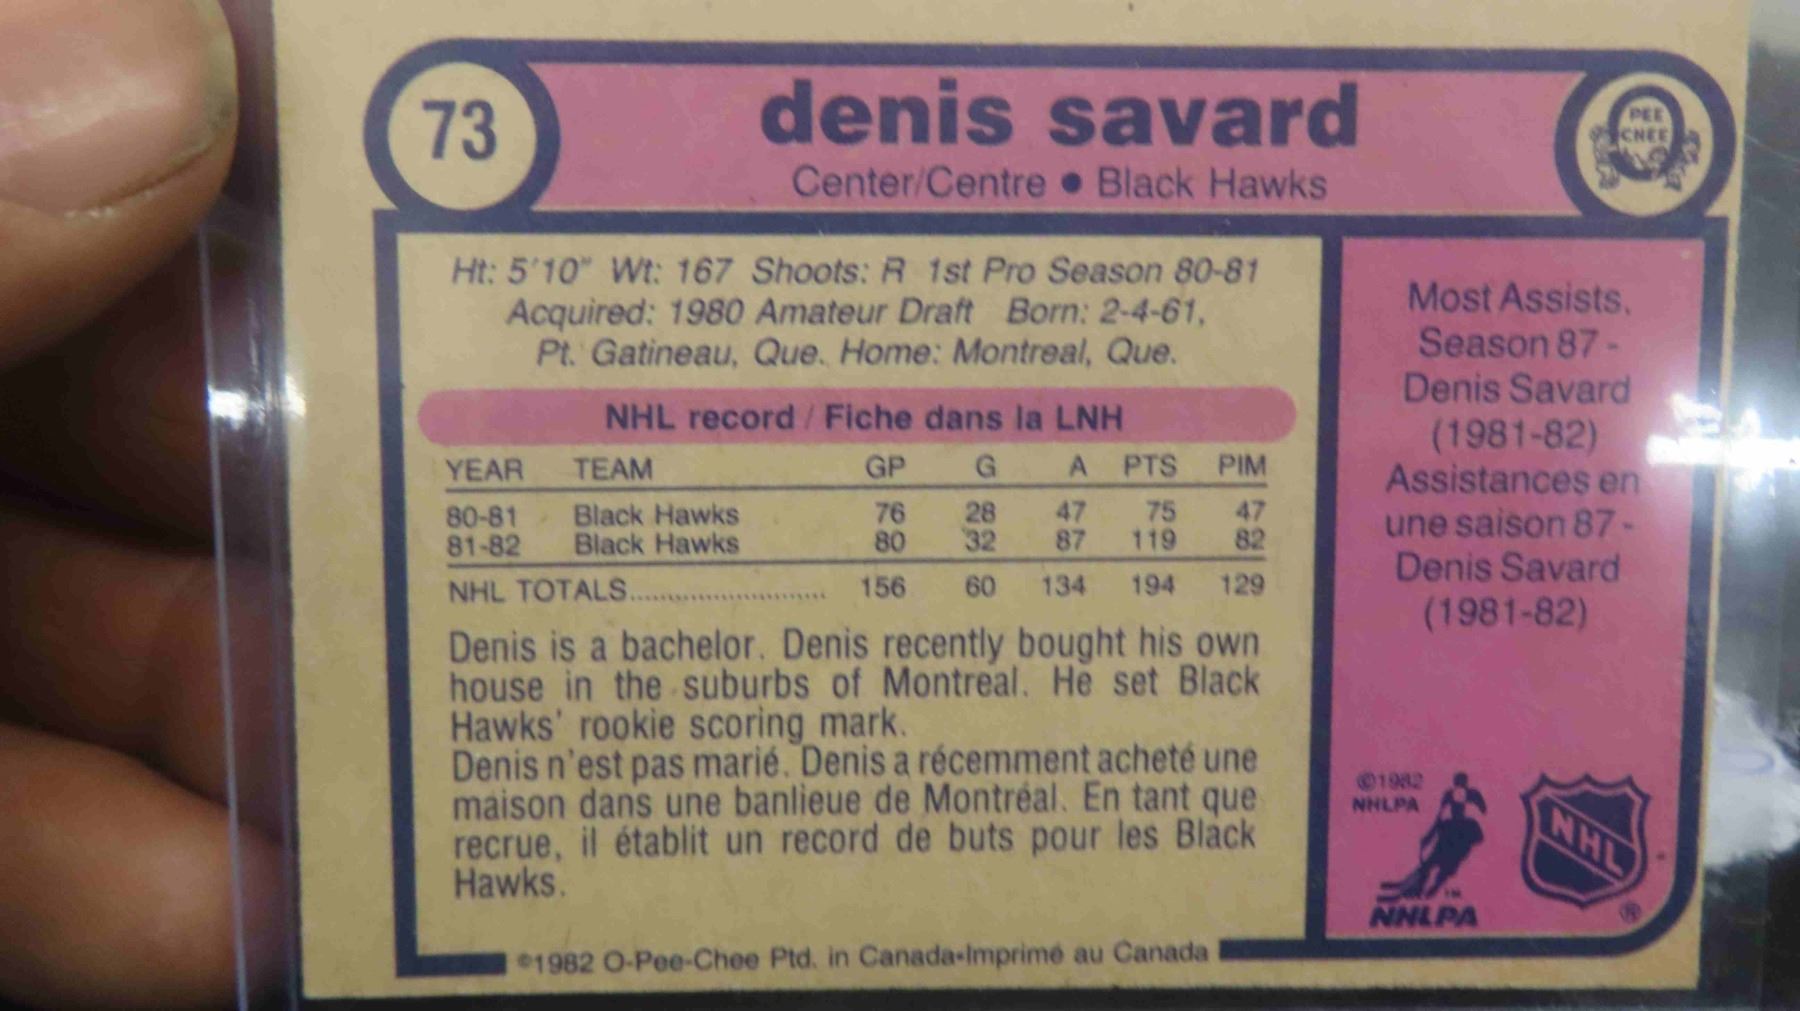 73
denis savard
Center/Centre • Black Hawks
PEE
CHEE
Ht: 5'10" Wt: 167 Shoots: R 1st Pro Season 80-81
Acquired: 1980 Amateur Draft Born: 2-4-61,
Pt. Gatineau, Que. Home: Montreal, Que.
NHL record / Fiche dans la LNH
YEAR TEAM GP G A PTS PIM
80-81 Black Hawks 76 28 47 75 47
81-82 Black Hawks 80 32 87 119 82
NHL TOTALS.......................... 156 60 134 194 129
Denis is a bachelor. Denis recently bought his own
house in the suburbs of Montreal. He set Black
Hawks' rookie scoring mark.
Denis n'est pas marié. Denis a récemment acheté une
maison dans une banlieue de Montréal. En tant que
recrue, il établit un record de buts pour les Black
Hawks.
Most Assists,
Season 87 -
Denis Savard
(1981-82)
Assistances en
une saison 87 -
Denis Savard
(1981-82)
©1982
NHLPA
TM
NHLPA
NHL
®
©1982 O-Pee-Chee Ptd. in Canada•Imprimé au Canada